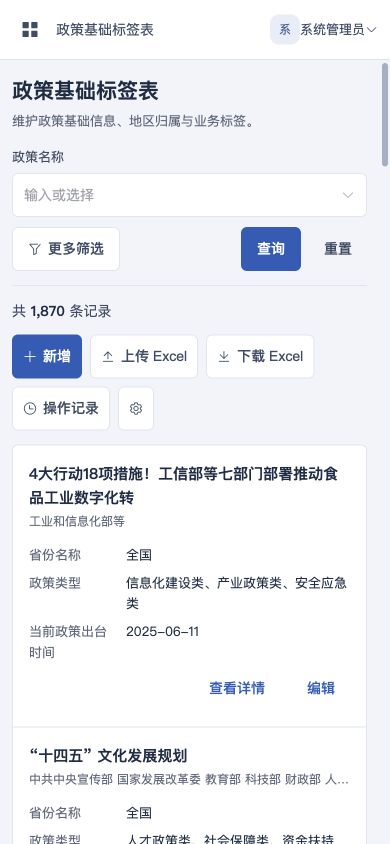 政策基础标签表
系 系统管理员
政策基础标签表
维护政策基础信息、地区归属与业务标签。
政策名称
输入或选择
更多筛选 查询 重置
共 1,870 条记录
新增 上传 Excel 下载 Excel
操作记录
4大行动18项措施！工信部等七部门部署推动食
品工业数字化转
工业和信息化部等
省份名称 全国
政策类型 信息化建设类、产业政策类、安全应急
类
当前政策出台 2025-06-11
时间
查看详情 编辑
“十四五”文化发展规划
中共中央宣传部 国家发展改革委 教育部 科技部 财政部 人...
省份名称 全国
政策类型 人才政策类、社会保障类、资金扶持